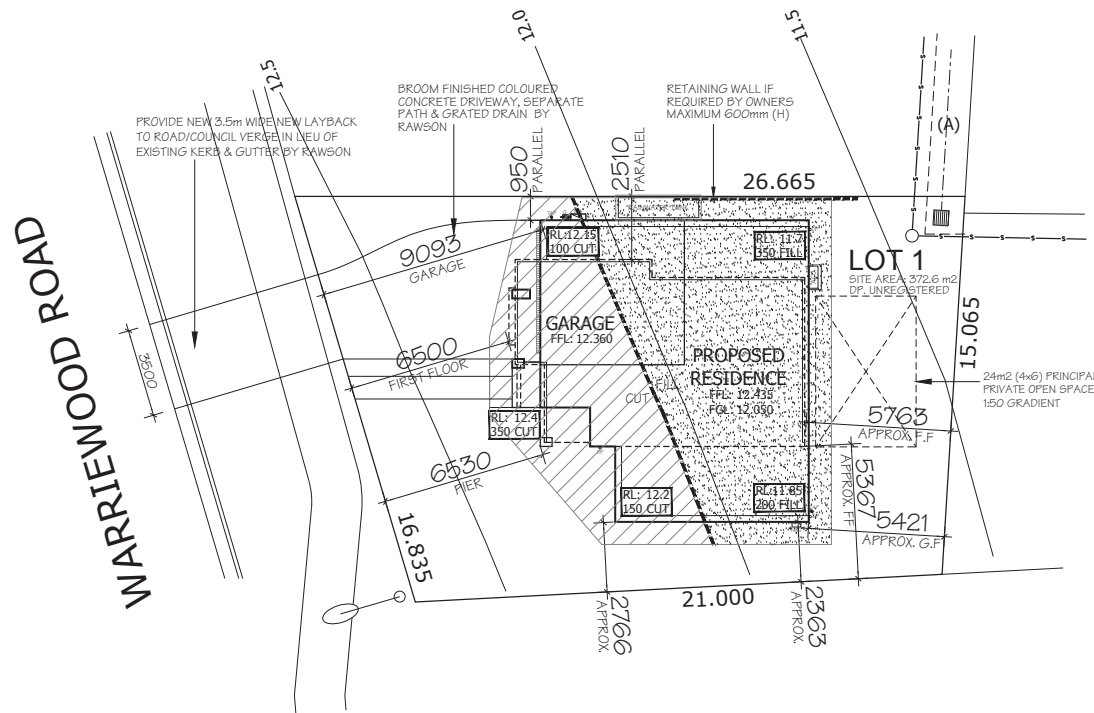 12.5
12.0
11.5
PROVIDE NEW 3.5m WIDE NEW LAYBACK
TO ROAD/COUNCIL VERGE IN LIEU OF
EXISTING KERB & GUTTER BY RAWSON
BROOM FINISHED COLOURED
CONCRETE DRIVEWAY, SEPARATE
PATH & GRATED DRAIN BY
RAWSON
RETAINING WALL IF
REQUIRED BY OWNERS
MAXIMUM 600mm (H)
(A)
950
PARALLEL
2510
PARALLEL
26.665
WARRIEWOOD ROAD
3500
9093
GARAGE
6500
FIRST FLOOR
6530
PIER
16.835
RL:12.15
100 CUT
RL: 11.7
350 FILL
LOT 1
SITE AREA: 372.6 m2
DP. UNREGISTERED
15.065
GARAGE
FFL: 12.360
PROPOSED
RESIDENCE
FFL: 12.435
FGL: 12.050
CUT
FILL
24m2 (4x6) PRINCIPAL
PRIVATE OPEN SPACE
1:50 GRADIENT
5763
APPROX. F.F
RL: 12.4
350 CUT
RL: 12.2
150 CUT
RL:11.85
200 FILL
5367
APPROX. FF
5421
APPROX. G.F
2766
APPROX.
21.000
2363
APPROX.